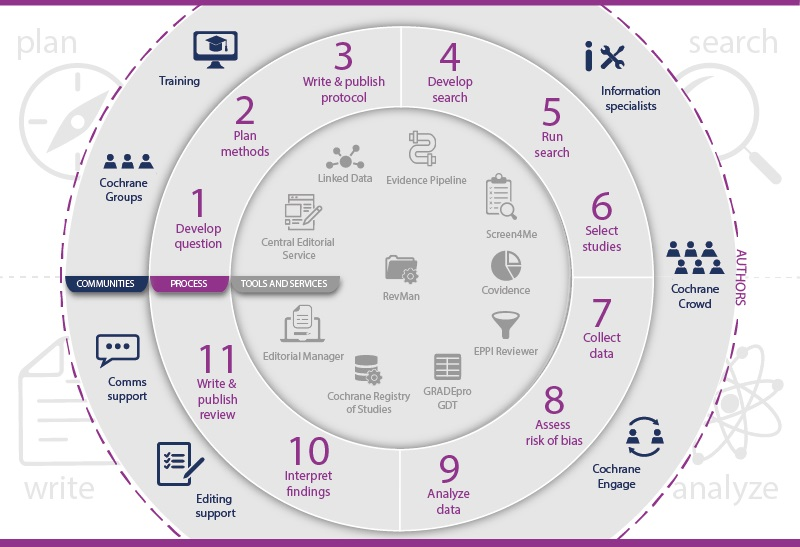 plan
search
Training
Information
specialists
Cochrane
Groups
3
Write & publish
protocol
4
Develop
search
2
Plan
methods
5
Run
search
1
Develop
question
6
Select
studies
Linked Data
Evidence Pipeline
Central Editorial
Service
Screen4Me
RevMan
Covidence
COMMUNITIES
PROCESS
TOOLS AND SERVICES
Cochrane
Crowd
AUTHORS
7
Collect
data
Editorial Manager
EPPI Reviewer
Cochrane Registry
of Studies
GRADEpro
GDT
Comms
support
11
Write &
publish
review
8
Assess
risk of bias
10
Interpret
findings
9
Analyze
data
Cochrane
Engage
Editing
support
write
analyze